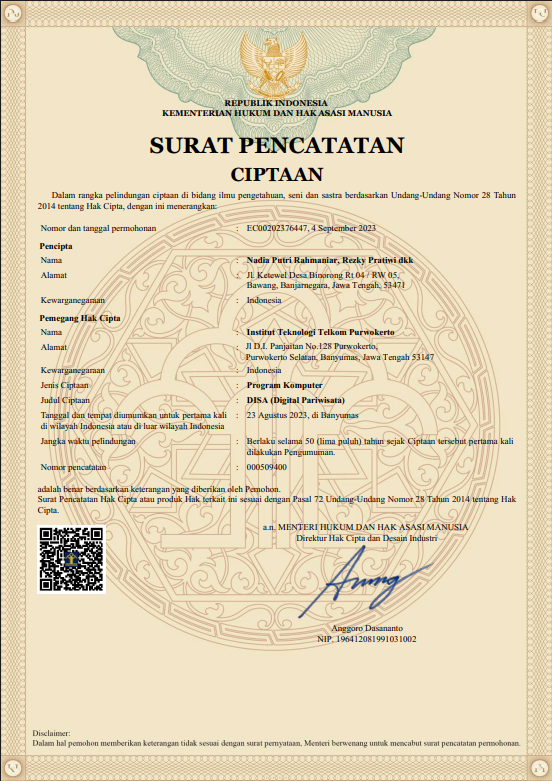 REPUBLIK INDONESIA
KEMENTERIAN HUKUM DAN HAK ASASI MANUSIA
SURAT PENCATATAN
CIPTAAN
Dalam rangka pelindungan ciptaan di bidang ilmu pengetahuan, seni dan sastra berdasarkan Undang-Undang Nomor 28 Tahun
2014 tentang Hak Cipta, dengan ini menerangkan:
Nomor dan tanggal permohonan : EC00202376447, 4 September 2023
Pencipta
Nama : Nadia Putri Rahmaniar, Rezky Pratiwi dkk
Alamat : Jl. Ketewel Desa Binorong Rt 04 / RW 05,
Bawang, Banjarnegara, Jawa Tengah, 53471
Kewarganegaraan : Indonesia
Pemegang Hak Cipta
Nama : Institut Teknologi Telkom Purwokerto
Alamat : Jl D.I. Panjaitan No.128 Purwokerto,
Purwokerto Selatan, Banyumas, Jawa Tengah 53147
Kewarganegaraan : Indonesia
Jenis Ciptaan : Program Komputer
Judul Ciptaan : DISA (Digital Pariwisata)
Tanggal dan tempat diumumkan untuk pertama kali : 23 Agustus 2023, di Banyumas
di wilayah Indonesia atau di luar wilayah Indonesia
Jangka waktu pelindungan : Berlaku selama 50 (lima puluh) tahun sejak Ciptaan tersebut pertama kali
dilakukan Pengumuman.
Nomor pencatatan : 000509400
adalah benar berdasarkan keterangan yang diberikan oleh Pemohon.
Surat Pencatatan Hak Cipta atau produk Hak terkait ini sesuai dengan Pasal 72 Undang-Undang Nomor 28 Tahun 2014 tentang Hak
Cipta.
a.n. MENTERI HUKUM DAN HAK ASASI MANUSIA
Direktur Hak Cipta dan Desain Industri
Anggoro Dasananto
NIP. 196412081991031002
Disclaimer:
Dalam hal pemohon memberikan keterangan tidak sesuai dengan surat pernyataan, Menteri berwenang untuk mencabut surat pencatatan permohonan.